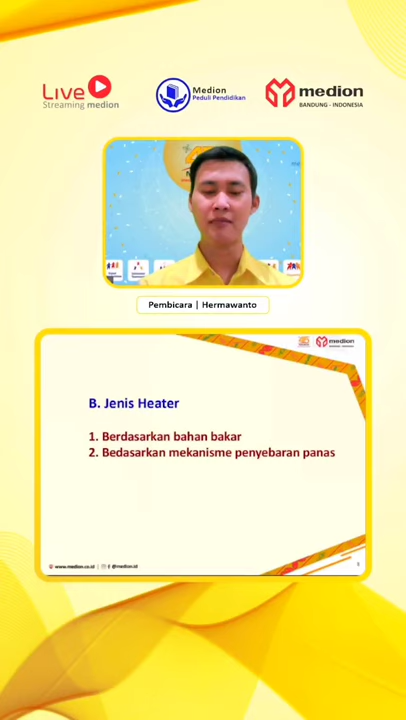 Live
Streaming medion
Medion
Peduli Pendidikan
medion
BANDUNG - INDONESIA
Pembicara | Hermawanto
medion
B. Jenis Heater
1. Berdasarkan bahan bakar
2. Bedasarkan mekanisme penyebaran panas
www.medion.co.id | @medion.id